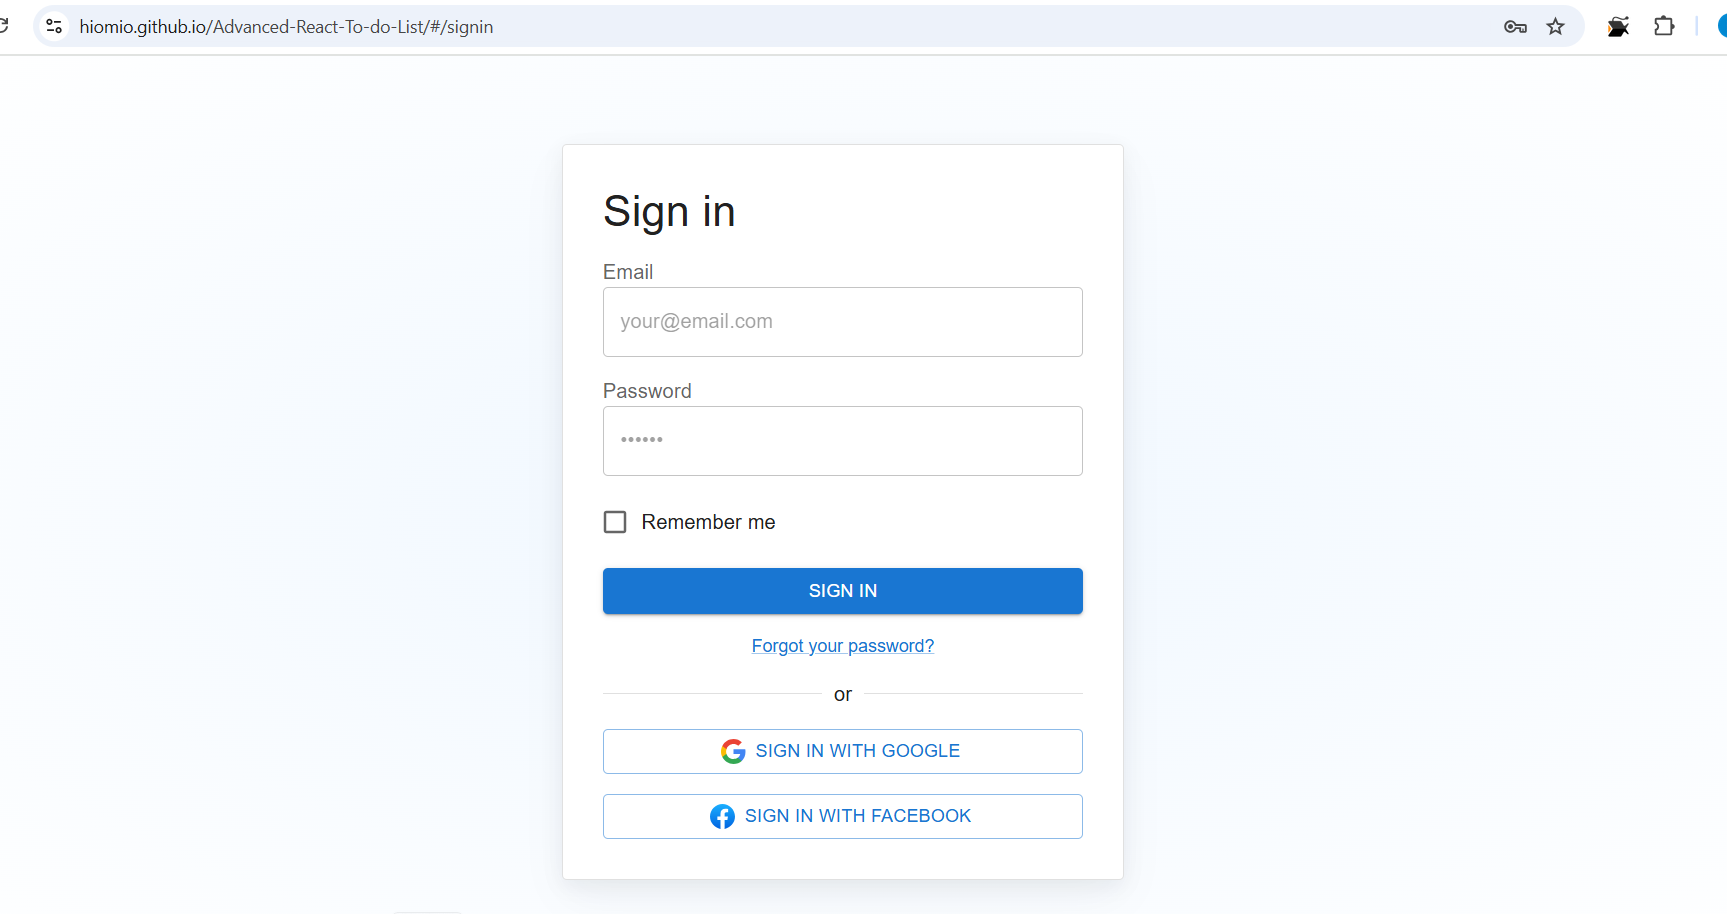 hiomio.github.io/Advanced-React-To-do-List/#/signin
Sign in
Email
your@email.com
Password
••••••
Remember me
SIGN IN
Forgot your password?
or
SIGN IN WITH GOOGLE
SIGN IN WITH FACEBOOK